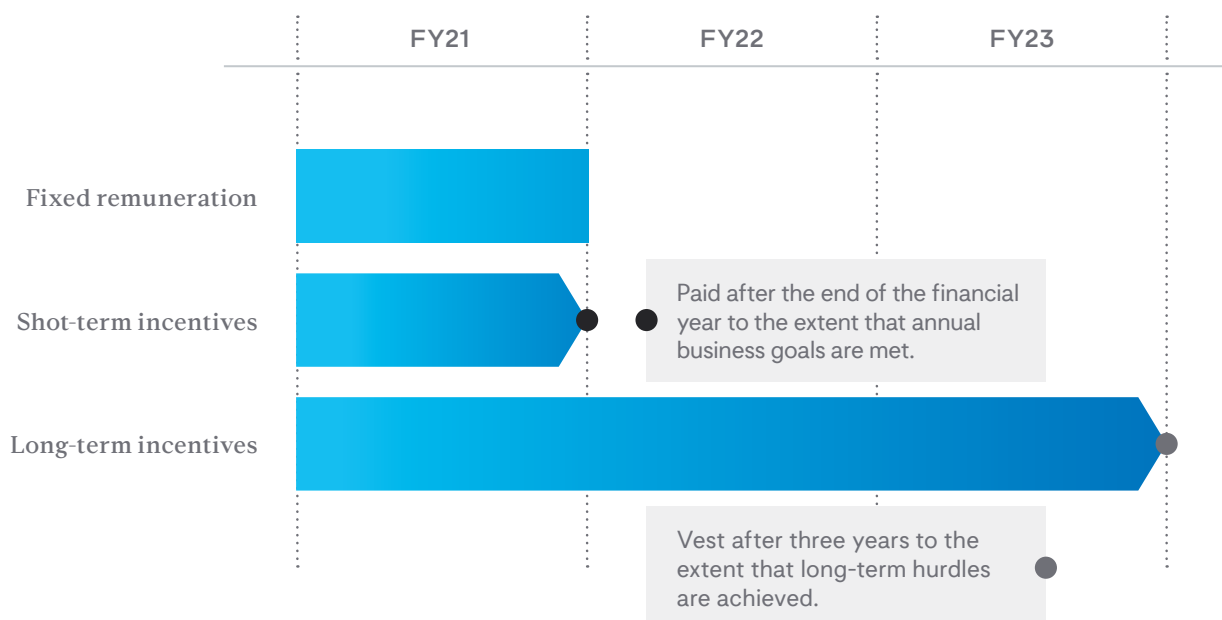 FY21 FY22 FY23
Fixed remuneration
Shot-term incentives
Paid after the end of the financial
year to the extent that annual
business goals are met.
Long-term incentives
Vest after three years to the
extent that long-term hurdles
are achieved.